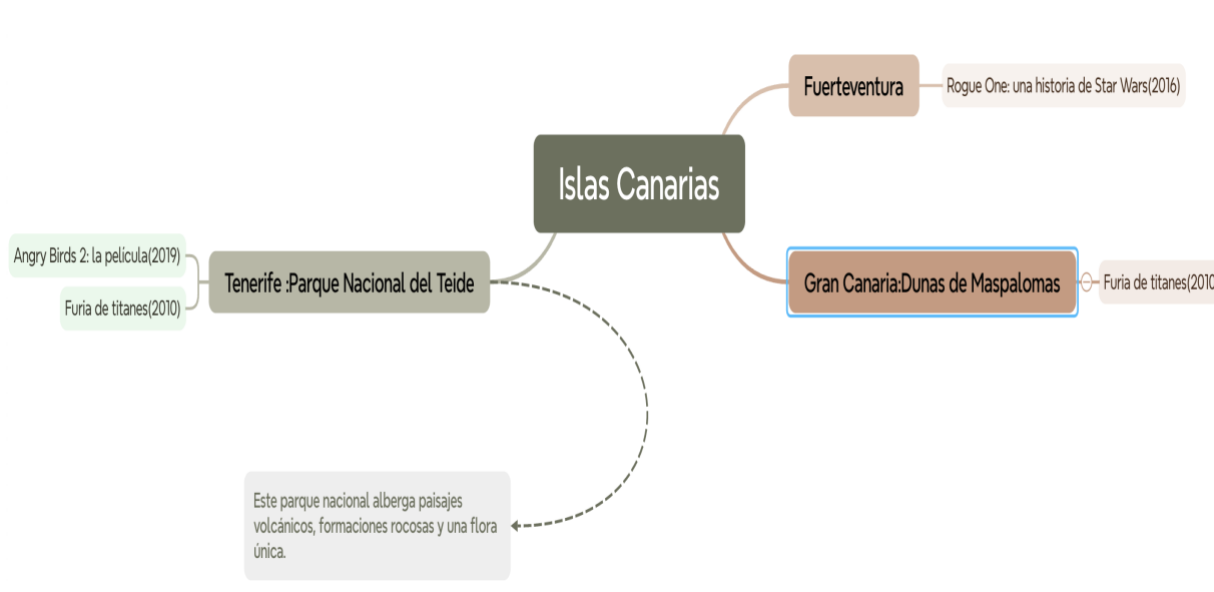 Islas Canarias
Fuerteventura
Rogue One: una historia de Star Wars(2016)
Gran Canaria:Dunas de Maspalomas
Furia de titanes(2010
Tenerife :Parque Nacional del Teide
Angry Birds 2: la película(2019)
Furia de titanes(2010)
Este parque nacional alberga paisajes
volcánicos, formaciones rocosas y una flora
única.